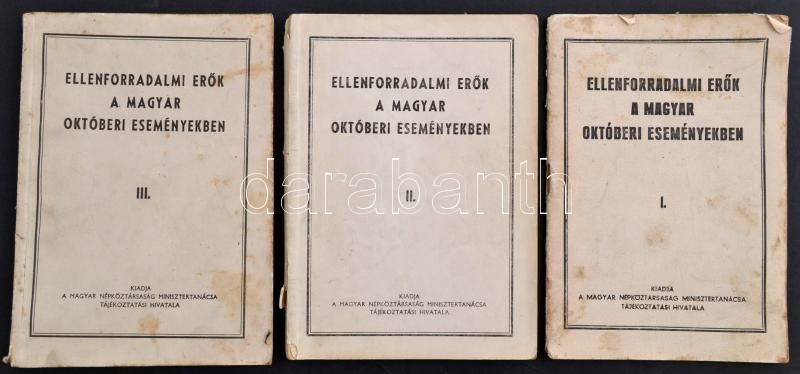 ELLENFORRADALMI ERŐK
A MAGYAR
OKTÓBERI ESEMÉNYEKBEN
III.
KIADJA
A MAGYAR NÉPKÖZTÁRSASÁG MINISZTERTANÁCSA
TÁJÉKOZTATÁSI HIVATALA
ELLENFORRADALMI ERŐK
A MAGYAR
OKTÓBERI ESEMÉNYEKBEN
II.
KIADJA
A MAGYAR NÉPKÖZTÁRSASÁG MINISZTERTANÁCSA
TÁJÉKOZTATÁSI HIVATALA
ELLENFORRADALMI ERŐK
A MAGYAR
OKTÓBERI ESEMÉNYEKBEN
I.
KIADJA
A MAGYAR NÉPKÖZTÁRSASÁG MINISZTERTANÁCSA
TÁJÉKOZTATÁSI HIVATALA
darabanth